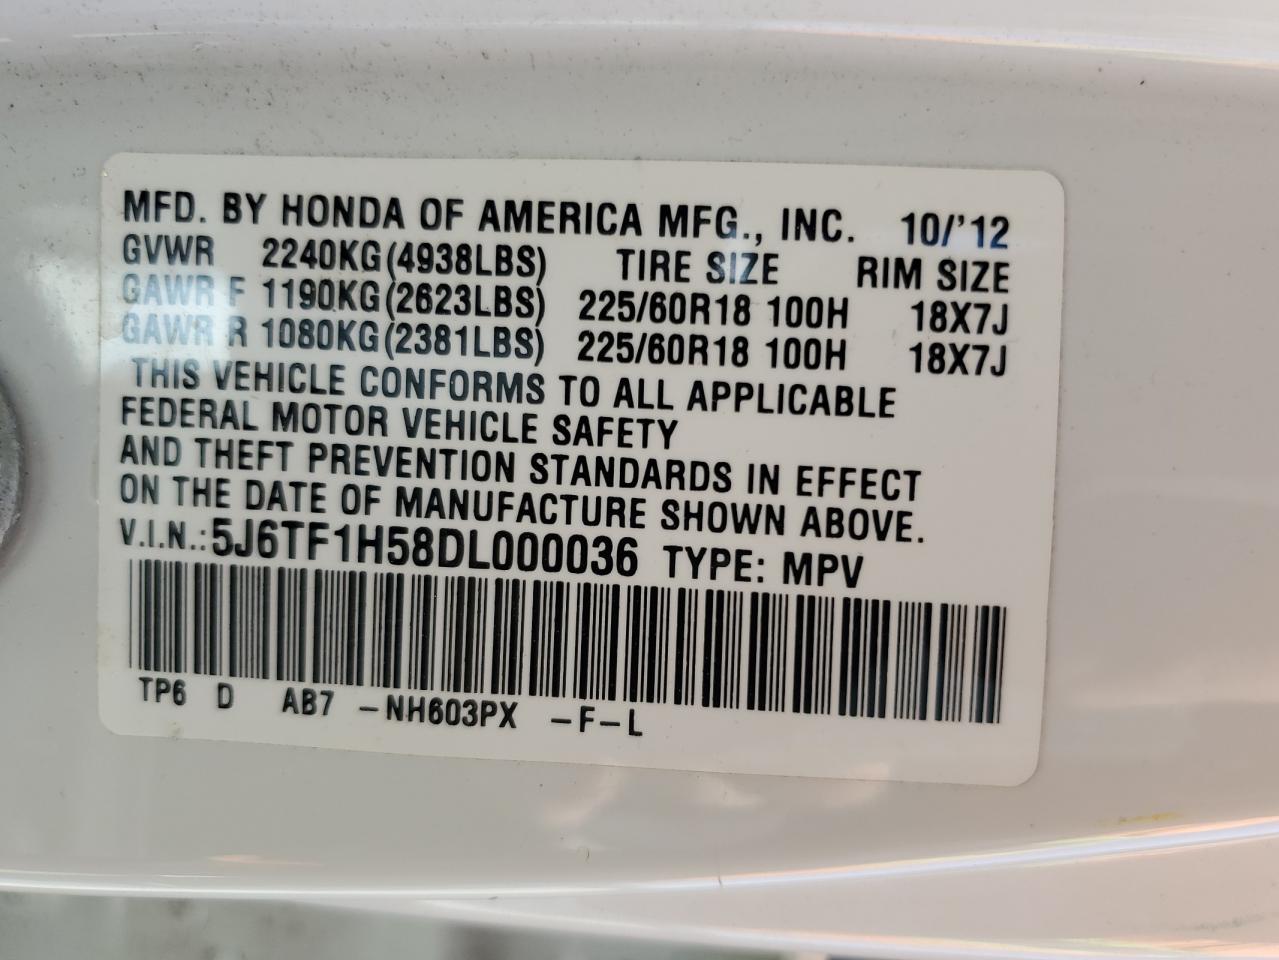 MFD. BY HONDA OF AMERICA MFG., INC. 10/'12
GVWR 2240KG(4938LBS) TIRE SIZE RIM SIZE
GAWR F 1190KG(2623LBS) 225/60R18 100H 18X7J
GAWR R 1080KG(2381LBS) 225/60R18 100H 18X7J
THIS VEHICLE CONFORMS TO ALL APPLICABLE
FEDERAL MOTOR VEHICLE SAFETY
AND THEFT PREVENTION STANDARDS IN EFFECT
ON THE DATE OF MANUFACTURE SHOWN ABOVE.
V.I.N.:5J6TF1H58DL000036 TYPE: MPV
TP6 D AB7 -NH603PX -F-L